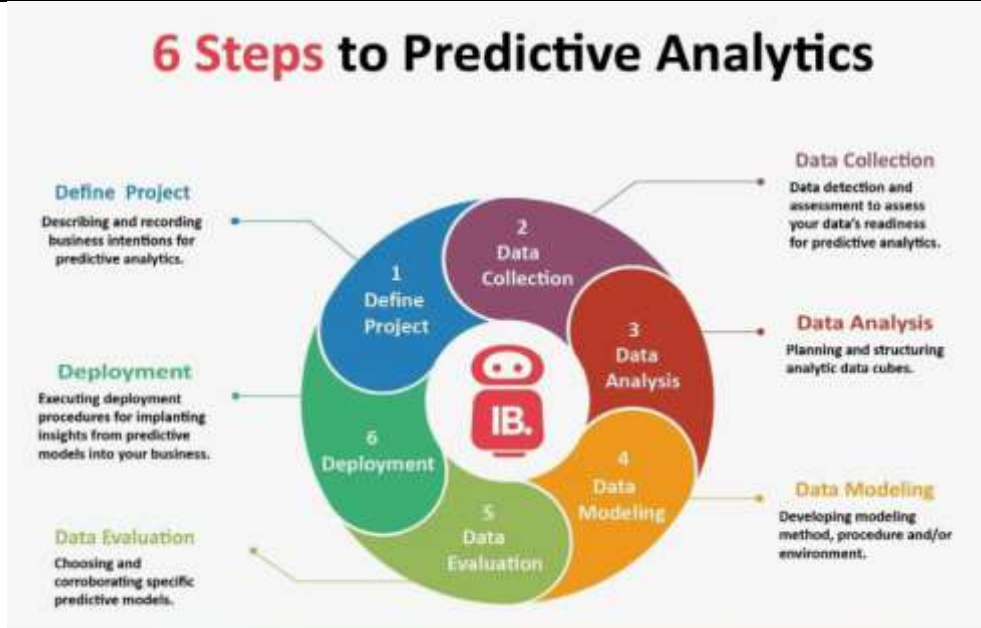 6 Steps to Predictive Analytics
Define Project
Describing and recording
business intentions for
predictive analytics.
Deployment
Executing deployment
procedures for implanting
insights from predictive
models into your business.
Data Evaluation
Choosing and
corroborating specific
predictive models.
1
Define
Project
2
Data
Collection
3
Data
Analysis
4
Data
Modeling
5
Data
Evaluation
6
Deployment
IB.
Data Collection
Data detection and
assessment to assess
your data's readiness
for predictive analytics.
Data Analysis
Planning and structuring
analytic data cubes.
Data Modeling
Developing modeling
method, procedure and/or
environment.